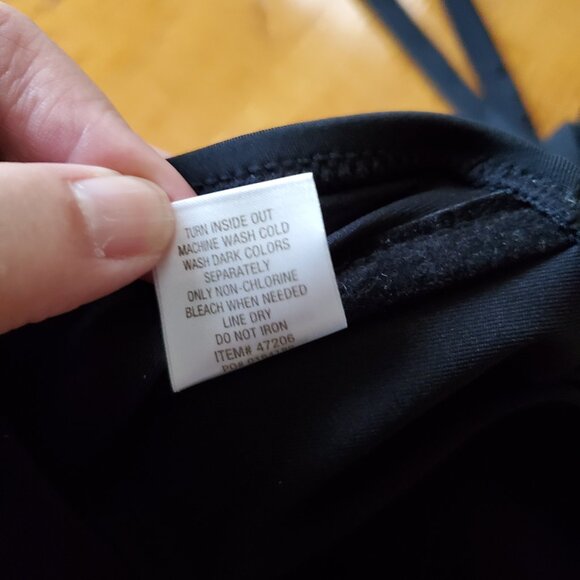 TURN INSIDE OUT
MACHINE WASH COLD
WASH DARK COLORS
SEPARATELY
ONLY NON-CHLORINE
BLEACH WHEN NEEDED
LINE DRY
DO NOT IRON
ITEM# 47206
PO#